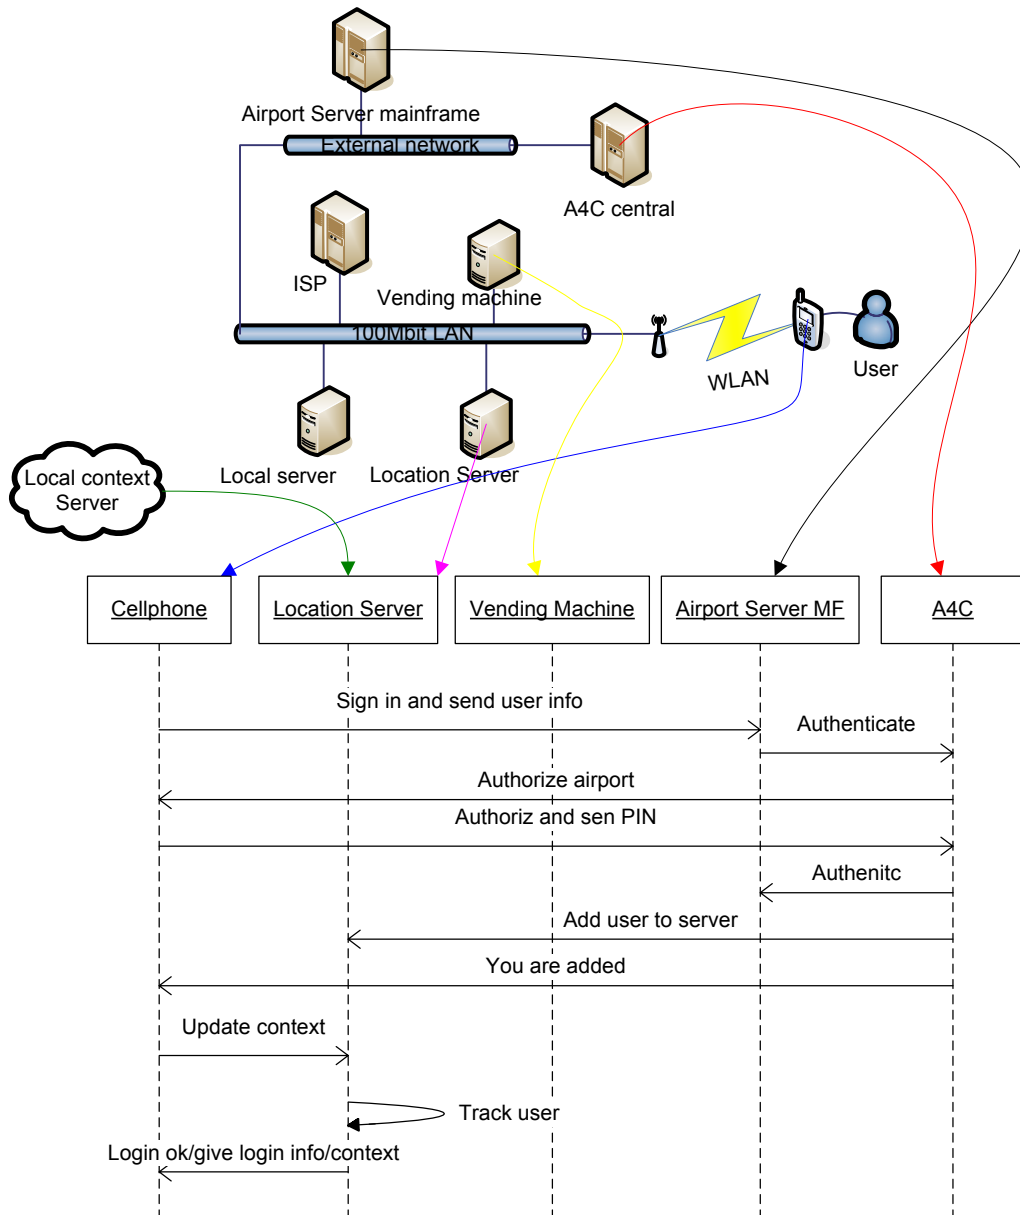 Airport Server mainframe
External network
A4C central
ISP
Vending machine
100Mbit LAN
WLAN
User
Local server
Location Server
Local context
Server
Cellphone
Location Server
Vending Machine
Airport Server MF
A4C
Sign in and send user info
Authenticate
Authorize airport
Authoriz and sen PIN
Authenitc
Add user to server
You are added
Update context
Track user
Login ok/give login info/context